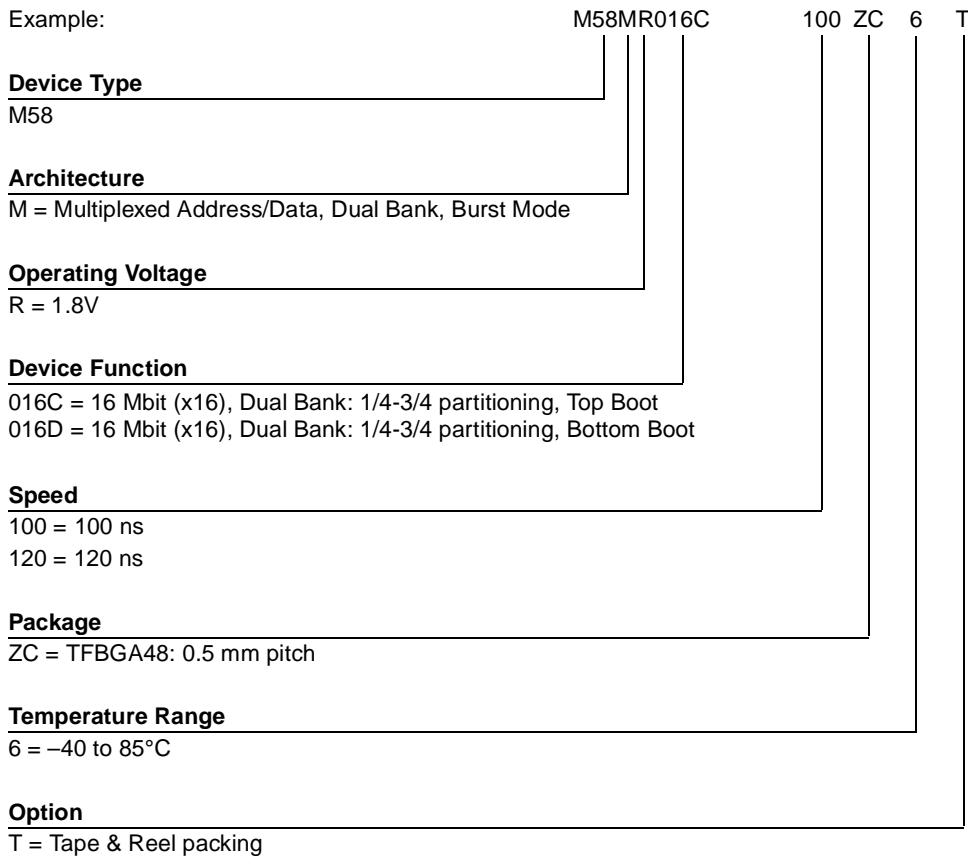 Example: M58MR016C 100 ZC 6 T
Device Type
M58
Architecture
M = Multiplexed Address/Data, Dual Bank, Burst Mode
Operating Voltage
R = 1.8V
Device Function
016C = 16 Mbit (x16), Dual Bank: 1/4-3/4 partitioning, Top Boot
016D = 16 Mbit (x16), Dual Bank: 1/4-3/4 partitioning, Bottom Boot
Speed
100 = 100 ns
120 = 120 ns
Package
ZC = TFBGA48: 0.5 mm pitch
Temperature Range
6 = –40 to 85°C
Option
T = Tape & Reel packing